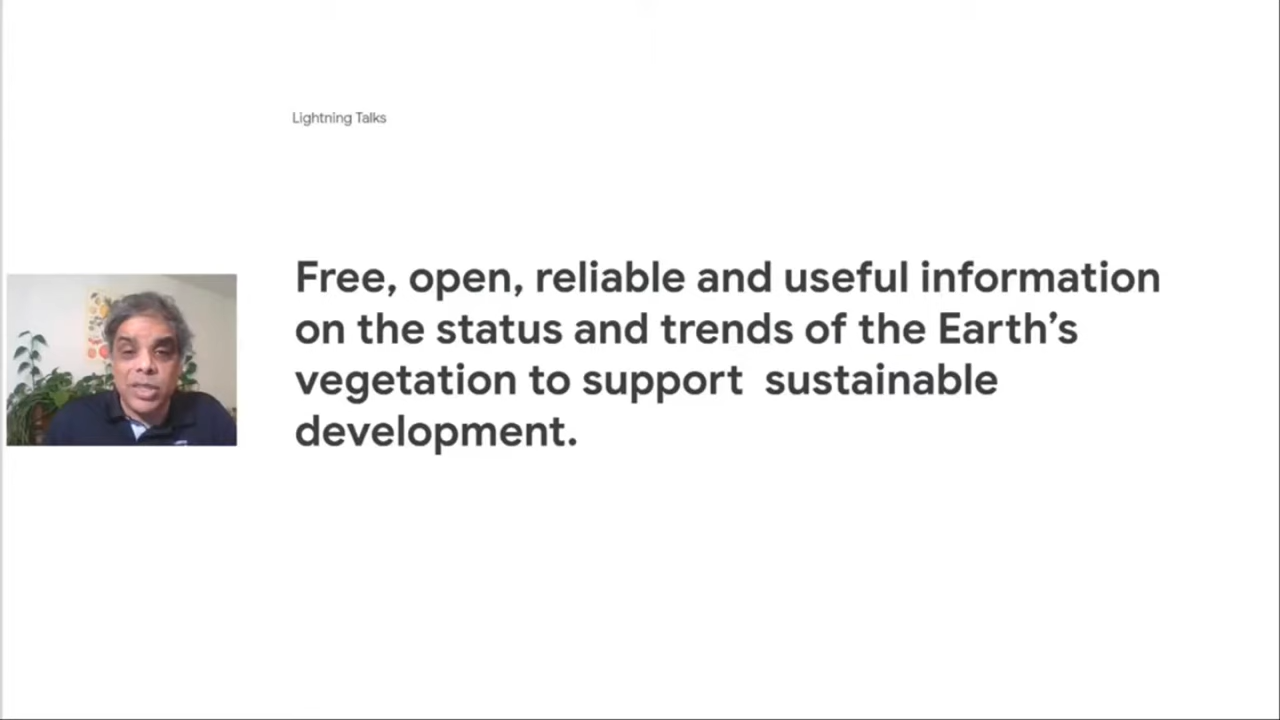 Lightning Talks
Free, open, reliable and useful information
on the status and trends of the Earth’s
vegetation to support  sustainable
development.